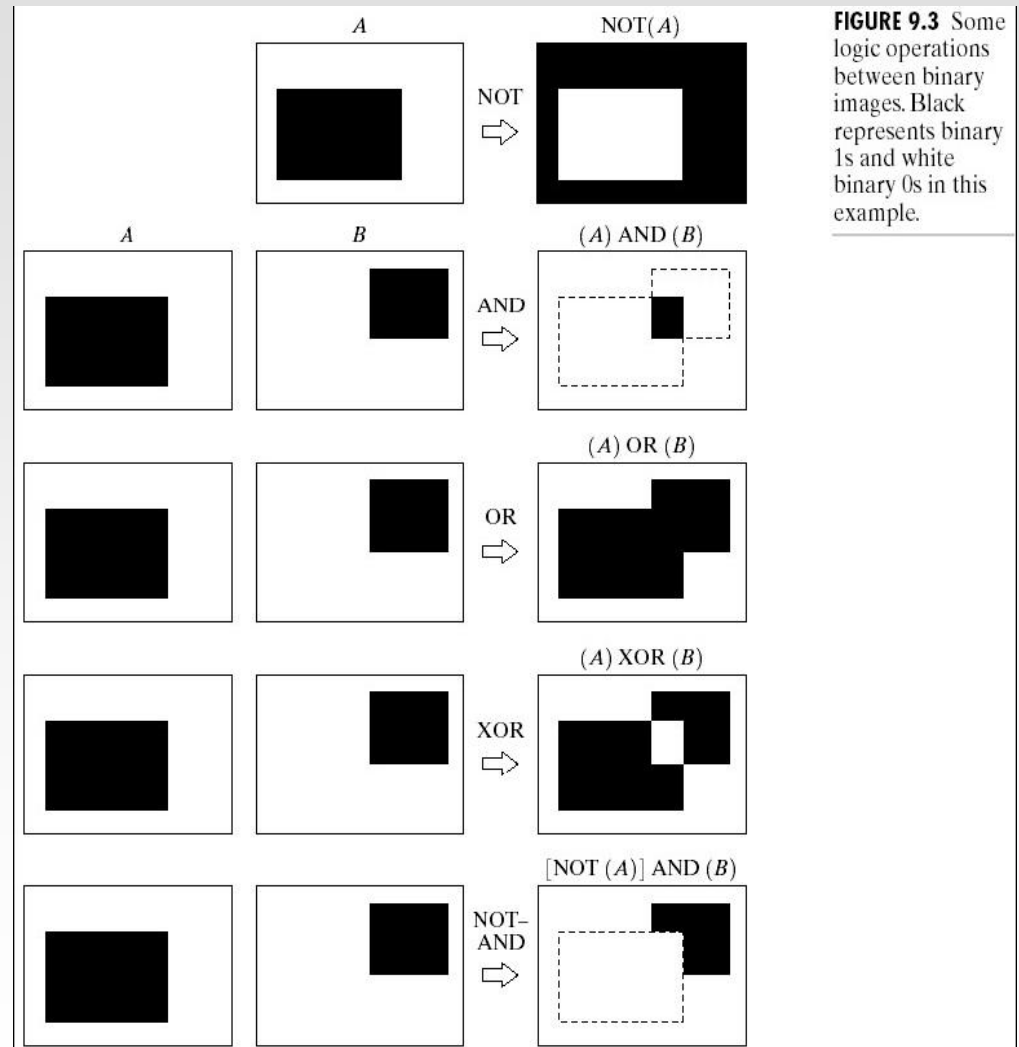 A NOT(A)
NOT
A B (A) AND (B)
AND
(A) OR (B)
OR
(A) XOR (B)
XOR
[NOT (A)] AND (B)
NOT–
AND
FIGURE 9.3 Some
logic operations
between binary
images. Black
represents binary
1s and white
binary 0s in this
example.